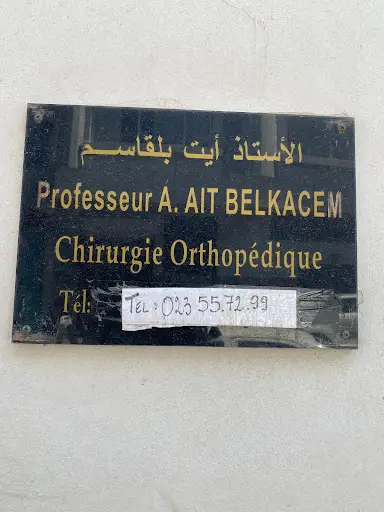 الأستاذ أيت بلقاسم
Professeur A. AIT BELKACEM
Chirurgie Orthopédique
Tél: TEL : 023 55.72.99